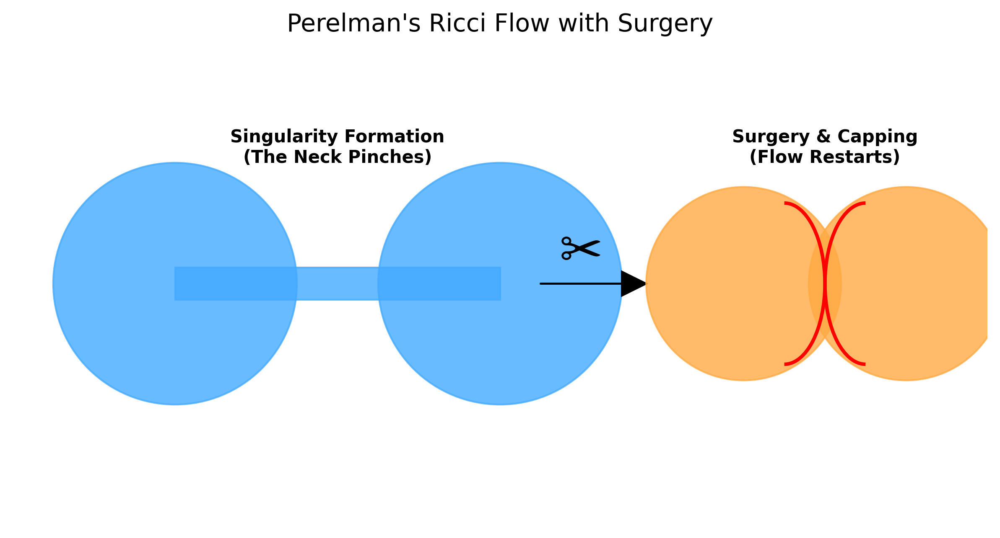 Perelman's Ricci Flow with Surgery
Singularity Formation
(The Neck Pinches)
Surgery & Capping
(Flow Restarts)